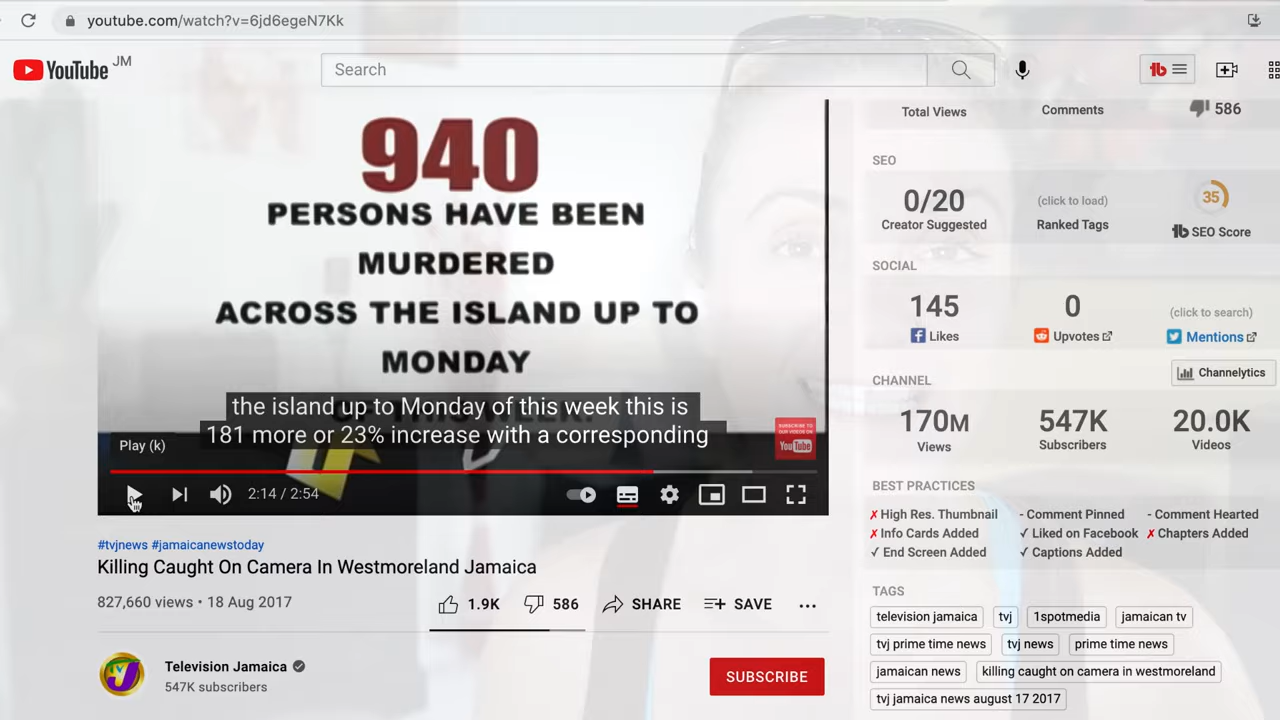 youtube.com/watch?v=6jd6egeN7Kk
YouTube JM
Search
940
PERSONS HAVE BEEN
MURDERED
ACROSS THE ISLAND UP TO
MONDAY
the island up to Monday of this week this is
181 more or 23% increase with a corresponding
SUBSCRIBE
YouTube
Play (k)
2:14 / 2:54
#tvjnews #jamaicanewstoday
Killing Caught On Camera In Westmoreland Jamaica
827,660 views • 18 Aug 2017
1.9K 586 SHARE SAVE
Television Jamaica
547K subscribers
SUBSCRIBE
Total Views Comments 586
SEO
0/20 (click to load) 35
Creator Suggested Ranked Tags tb SEO Score
SOCIAL
145 0 (click to search)
Likes Upvotes Mentions
CHANNEL Channelytics
170M 547K 20.0K
Views Subscribers Videos
BEST PRACTICES
✗ High Res. Thumbnail - Comment Pinned - Comment Hearted
✗ Info Cards Added ✓ Liked on Facebook ✗ Chapters Added
✓ End Screen Added ✓ Captions Added
TAGS
television jamaica tvj 1spotmedia jamaican tv
tvj prime time news tvj news prime time news
jamaican news killing caught on camera in westmoreland
tvj jamaica news august 17 2017